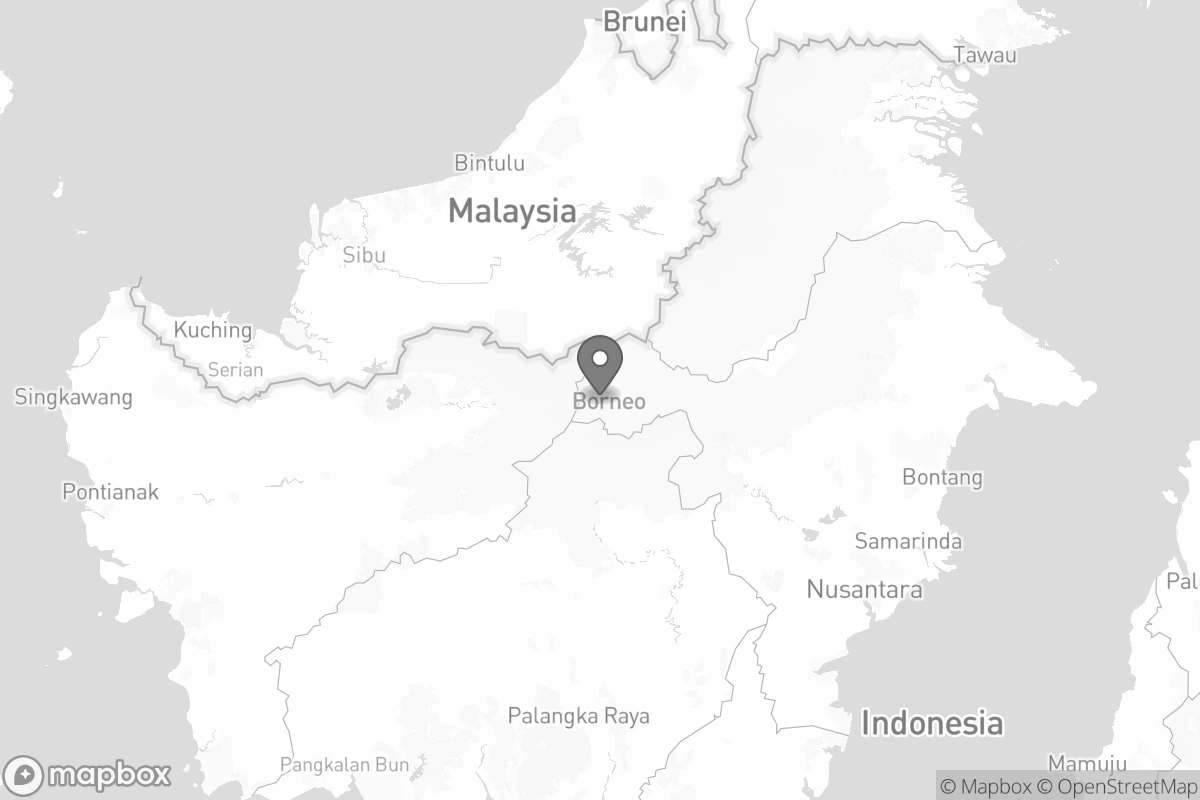 Brunei
Tawau
Bintulu
Malaysia
Sibu
Kuching
Serian
Singkawang
Borneo
Bontang
Pontianak
Samarinda
Nusantara
Pal
Palangka Raya
Indonesia
Pangkalan Bun
Mamuju
mapbox
© Mapbox © OpenStreetMap